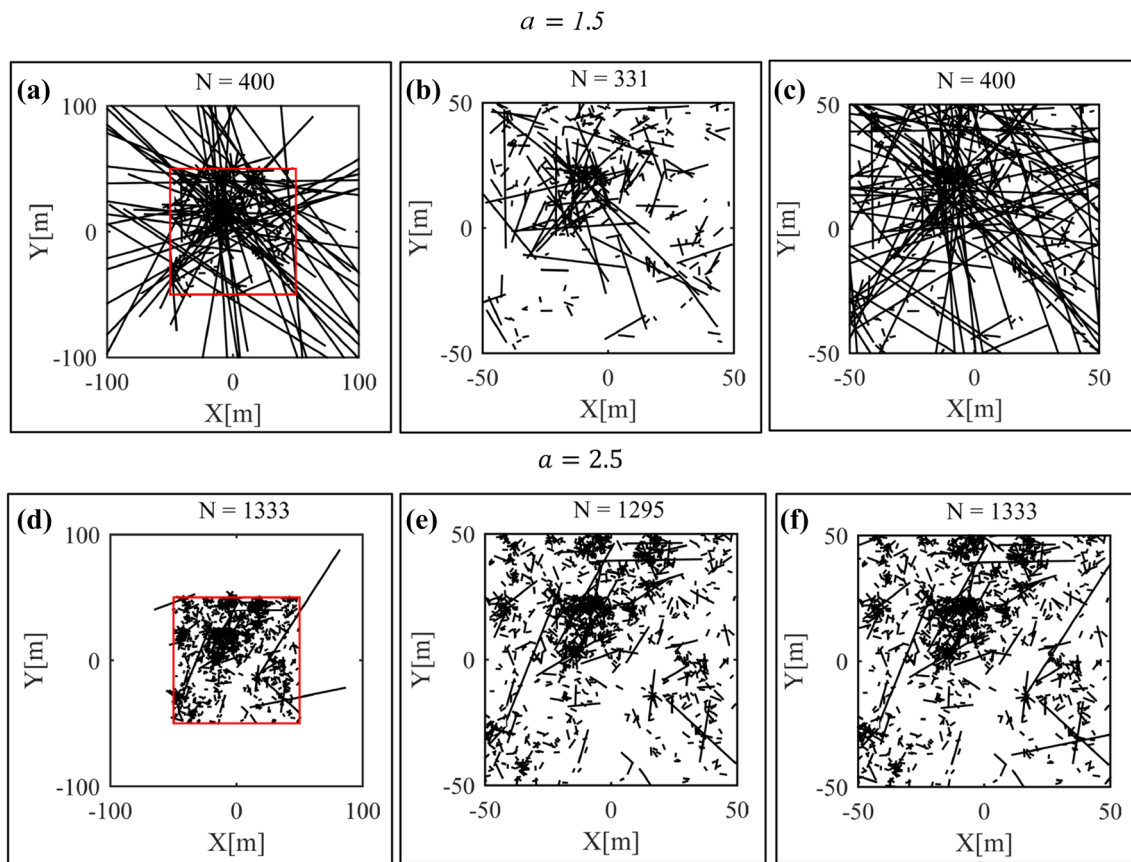 a = 1.5
(a) N = 400
(b) N = 331
(c) N = 400
100
0
-100
Y[m]
-100 0 100
X[m]
50
0
-50
Y[m]
-50 0 50
X[m]
50
0
-50
Y[m]
-50 0 50
X[m]
a = 2.5
(d) N = 1333
(e) N = 1295
(f) N = 1333
100
0
-100
Y[m]
-100 0 100
X[m]
50
0
-50
Y[m]
-50 0 50
X[m]
50
0
-50
Y[m]
-50 0 50
X[m]